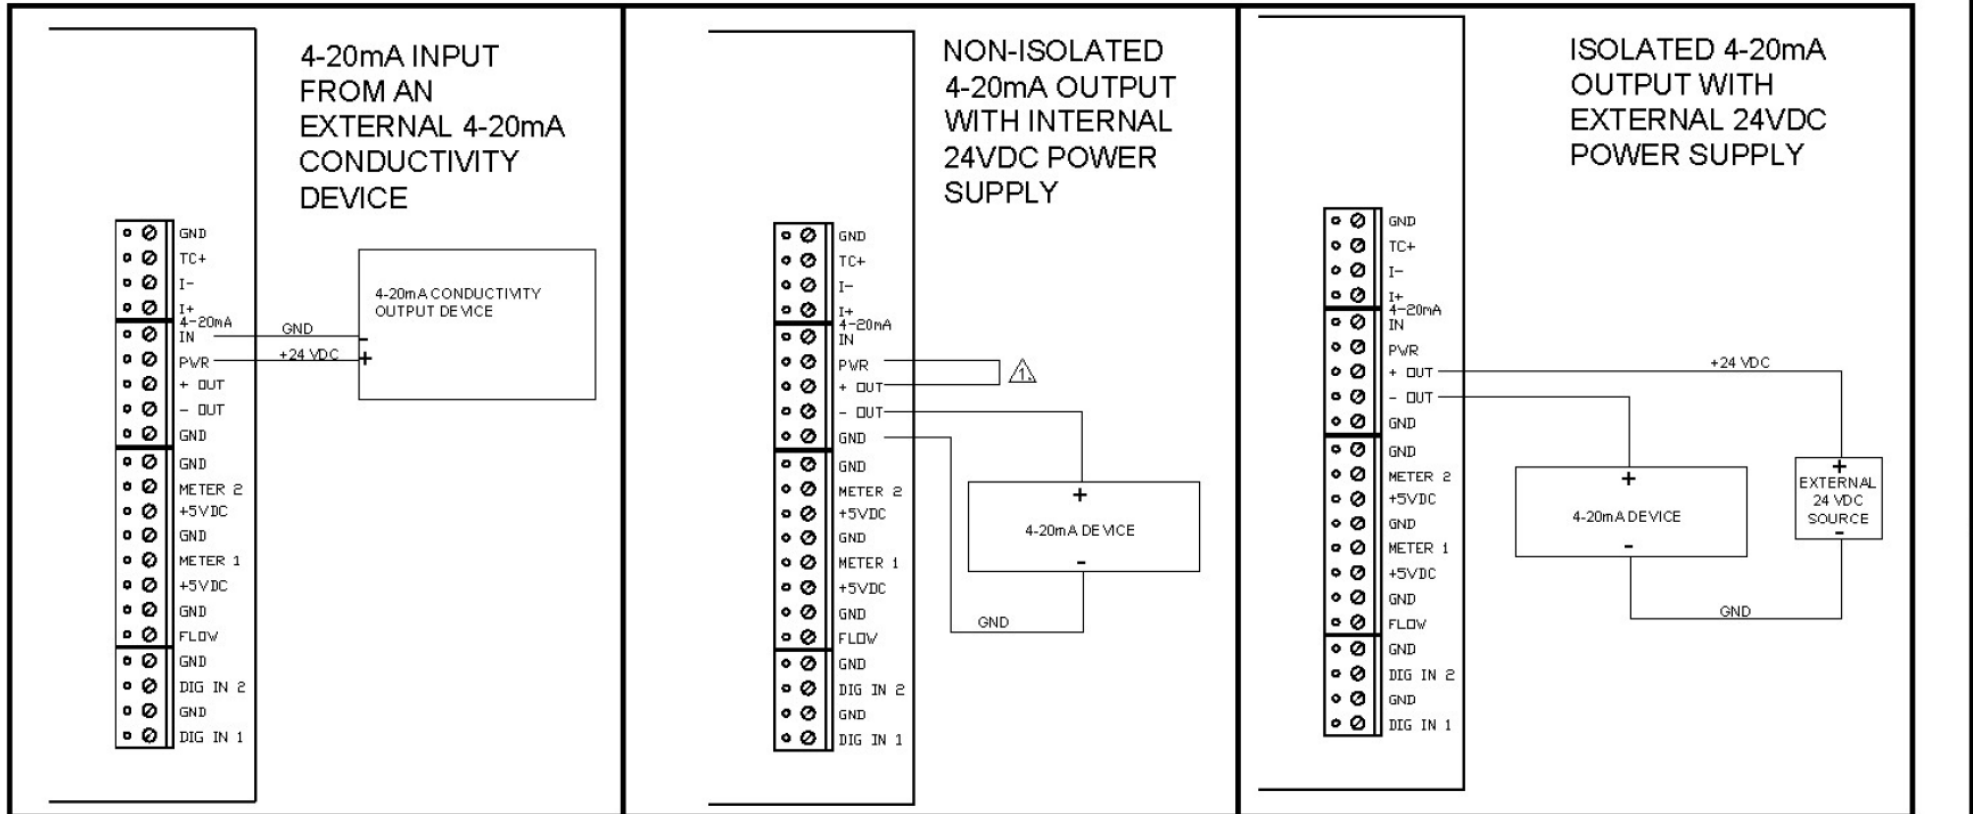 4-20mA INPUT
FROM AN
EXTERNAL 4-20mA
CONDUCTIVITY
DEVICE
GND
TC+
I-
I+
4-20mA
IN
PWR
+ OUT
- OUT
GND
GND
METER 2
+5VDC
GND
METER 1
+5VDC
GND
FLOW
GND
DIG IN 2
GND
DIG IN 1
GND
+24 VDC
-
+
4-20mA CONDUCTIVITY
OUTPUT DEVICE
NON-ISOLATED
4-20mA OUTPUT
WITH INTERNAL
24VDC POWER
SUPPLY
GND
TC+
I-
I+
4-20mA
IN
PWR
+ OUT
- OUT
GND
GND
METER 2
+5VDC
GND
METER 1
+5VDC
GND
FLOW
GND
DIG IN 2
GND
DIG IN 1
1.
+
4-20mA DEVICE
-
GND
ISOLATED 4-20mA
OUTPUT WITH
EXTERNAL 24VDC
POWER SUPPLY
GND
TC+
I-
I+
4-20mA
IN
PWR
+ OUT
- OUT
GND
GND
METER 2
+5VDC
GND
METER 1
+5VDC
GND
FLOW
GND
DIG IN 2
GND
DIG IN 1
+24 VDC
+
4-20mA DEVICE
-
+
EXTERNAL
24 VDC
SOURCE
-
GND